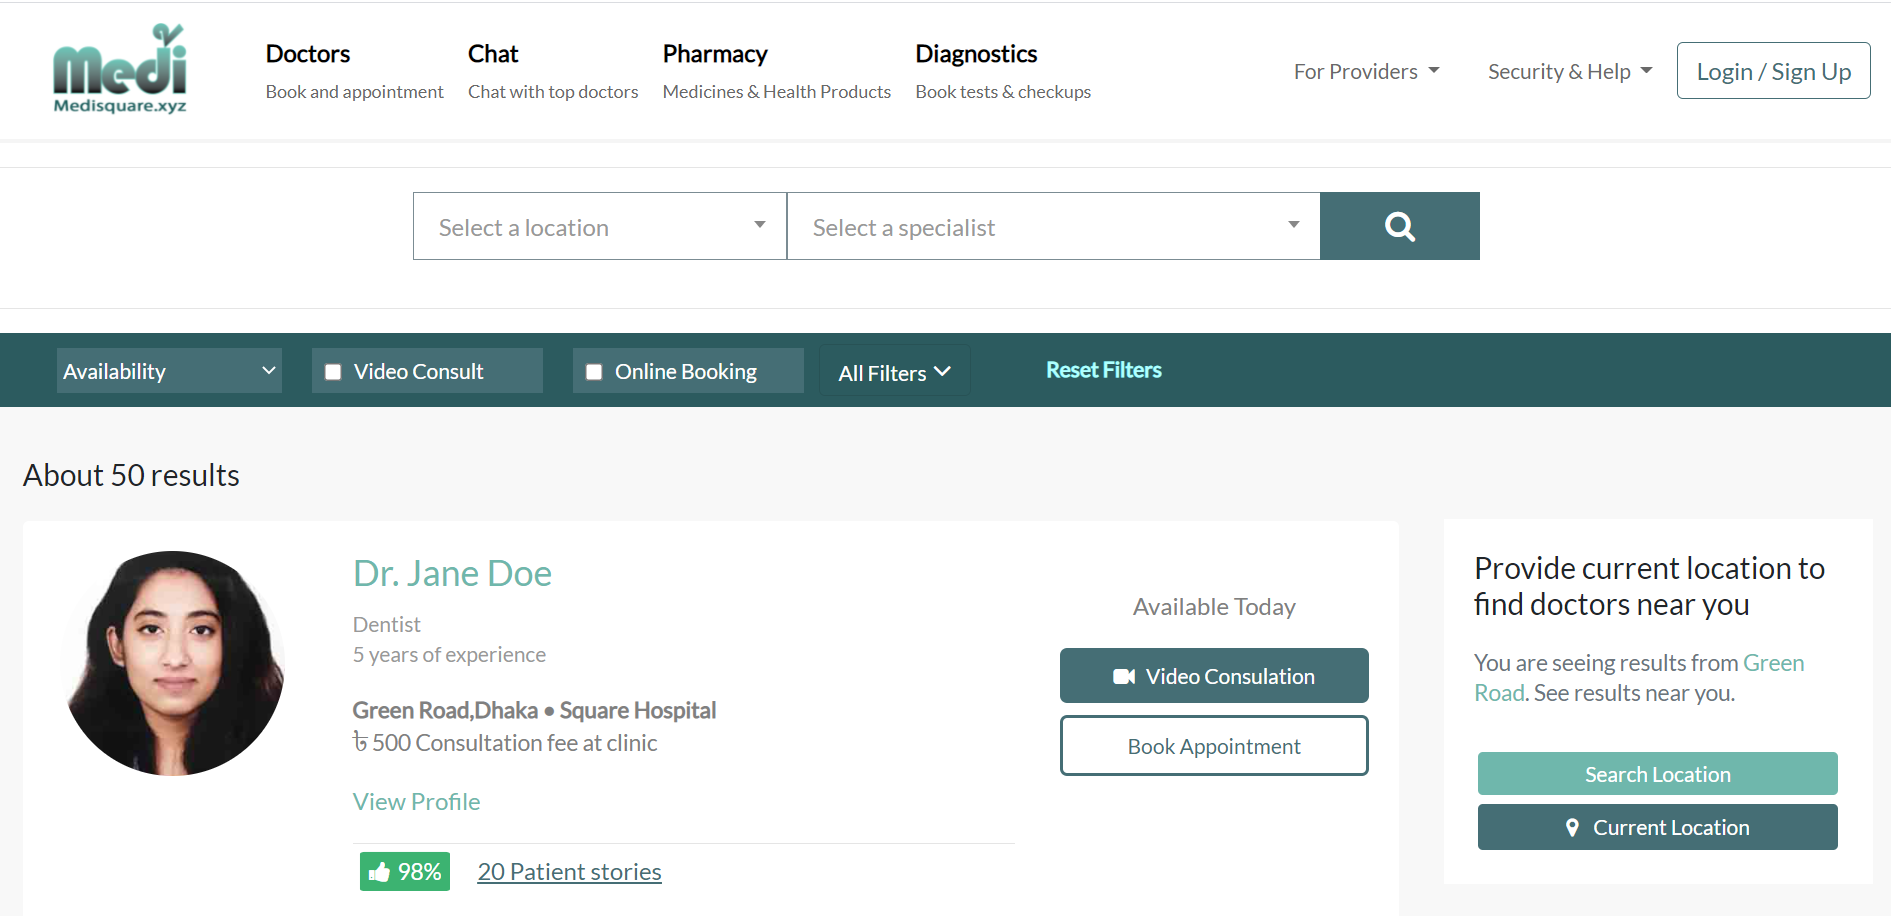 Medi
Medisquare.xyz
Doctors
Book and appointment
Chat
Chat with top doctors
Pharmacy
Medicines & Health Products
Diagnostics
Book tests & checkups
For Providers
Security & Help
Login / Sign Up
Select a location
Select a specialist
Availability
Video Consult
Online Booking
All Filters
Reset Filters
About 50 results
Dr. Jane Doe
Dentist
5 years of experience
Green Road,Dhaka • Square Hospital
৳ 500 Consultation fee at clinic
View Profile
98%
20 Patient stories
Available Today
Video Consulation
Book Appointment
Provide current location to
find doctors near you
You are seeing results from Green
Road. See results near you.
Search Location
Current Location